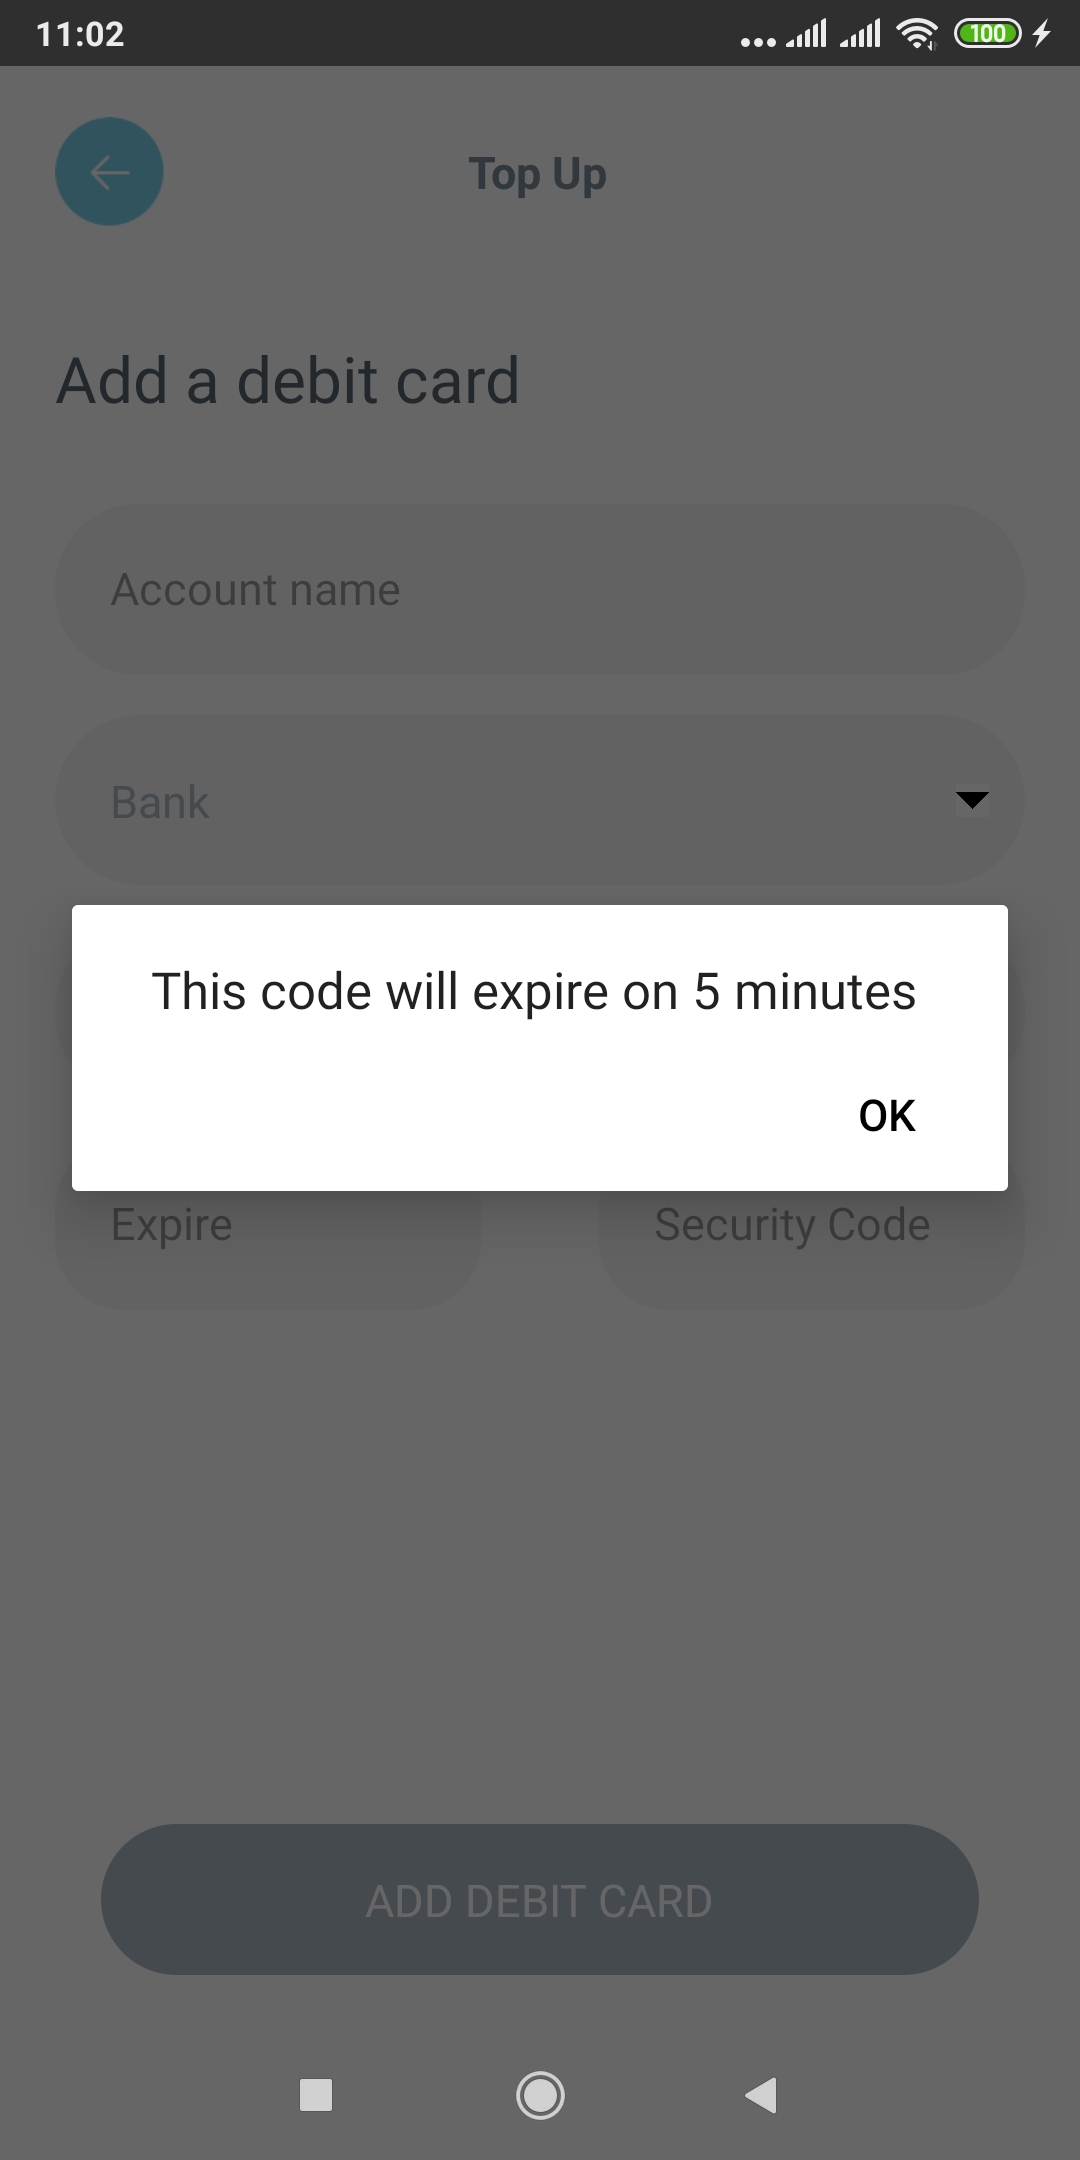 11:02
100
Top Up
Add a debit card
Account name
Bank
This code will expire on 5 minutes
OK
Expire
Security Code
ADD DEBIT CARD